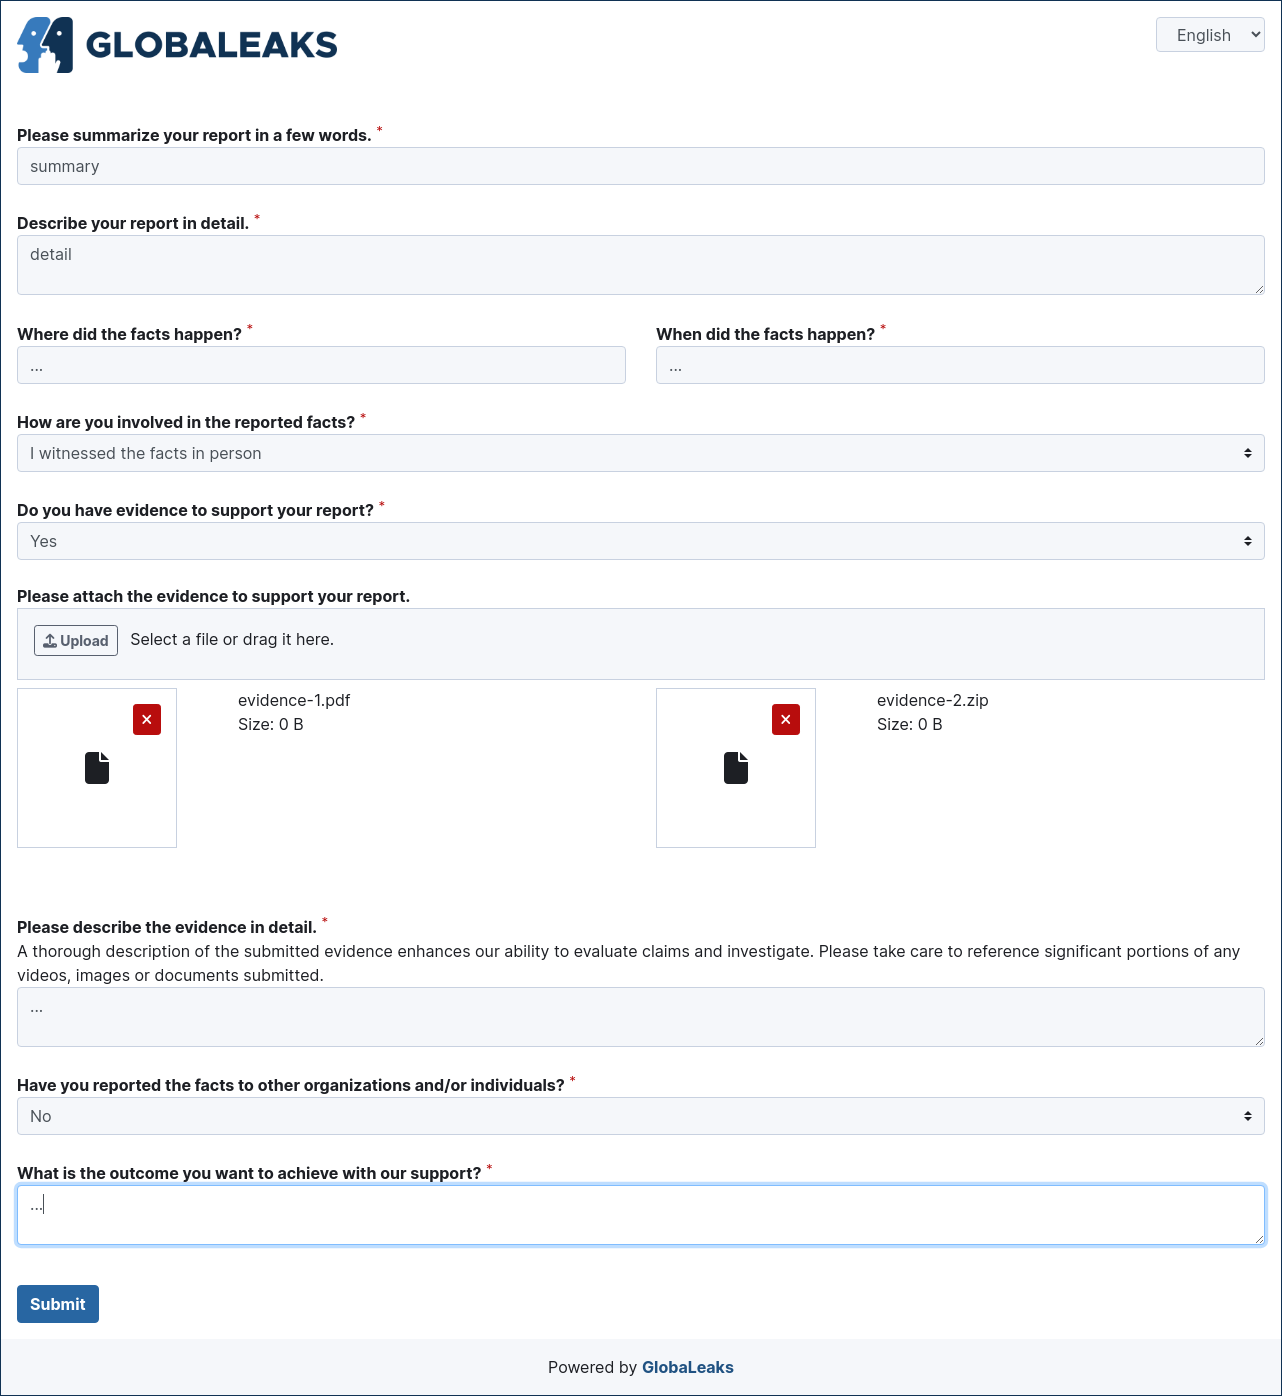 GLOBALEAKS
English
Please summarize your report in a few words. *
summary
Describe your report in detail. *
detail
Where did the facts happen? *
...
When did the facts happen? *
...
How are you involved in the reported facts? *
I witnessed the facts in person
Do you have evidence to support your report? *
Yes
Please attach the evidence to support your report.
Upload Select a file or drag it here.
evidence-1.pdf
Size: 0 B
evidence-2.zip
Size: 0 B
Please describe the evidence in detail. *
A thorough description of the submitted evidence enhances our ability to evaluate claims and investigate. Please take care to reference significant portions of any
videos, images or documents submitted.
...
Have you reported the facts to other organizations and/or individuals? *
No
What is the outcome you want to achieve with our support? *
...
Submit
Powered by GlobaLeaks